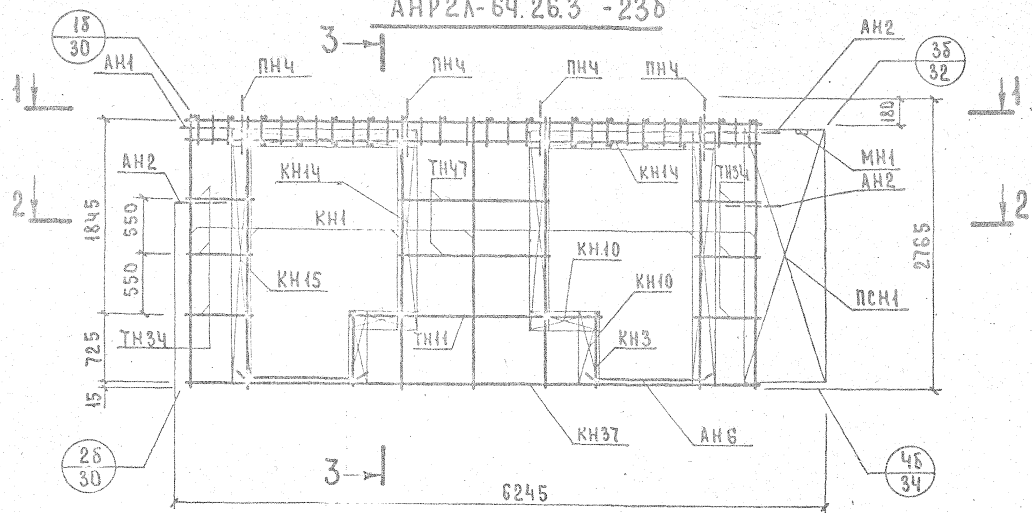 АНР2Л-64.26.3 -23б
1б
30
АН1
3
ПН4
ПН4
ПН4
ПН4
АН2
3б
32
1
1
180
АН2
КН14
ТН47
КН14
ТН34
МН1
АН2
2
2
1845
550
550
КН1
2765
КН15
КН10
КН10
ПСН1
725
ТН34
ТН11
КН3
15
КН37
АН6
2б
30
3
4б
34
6245